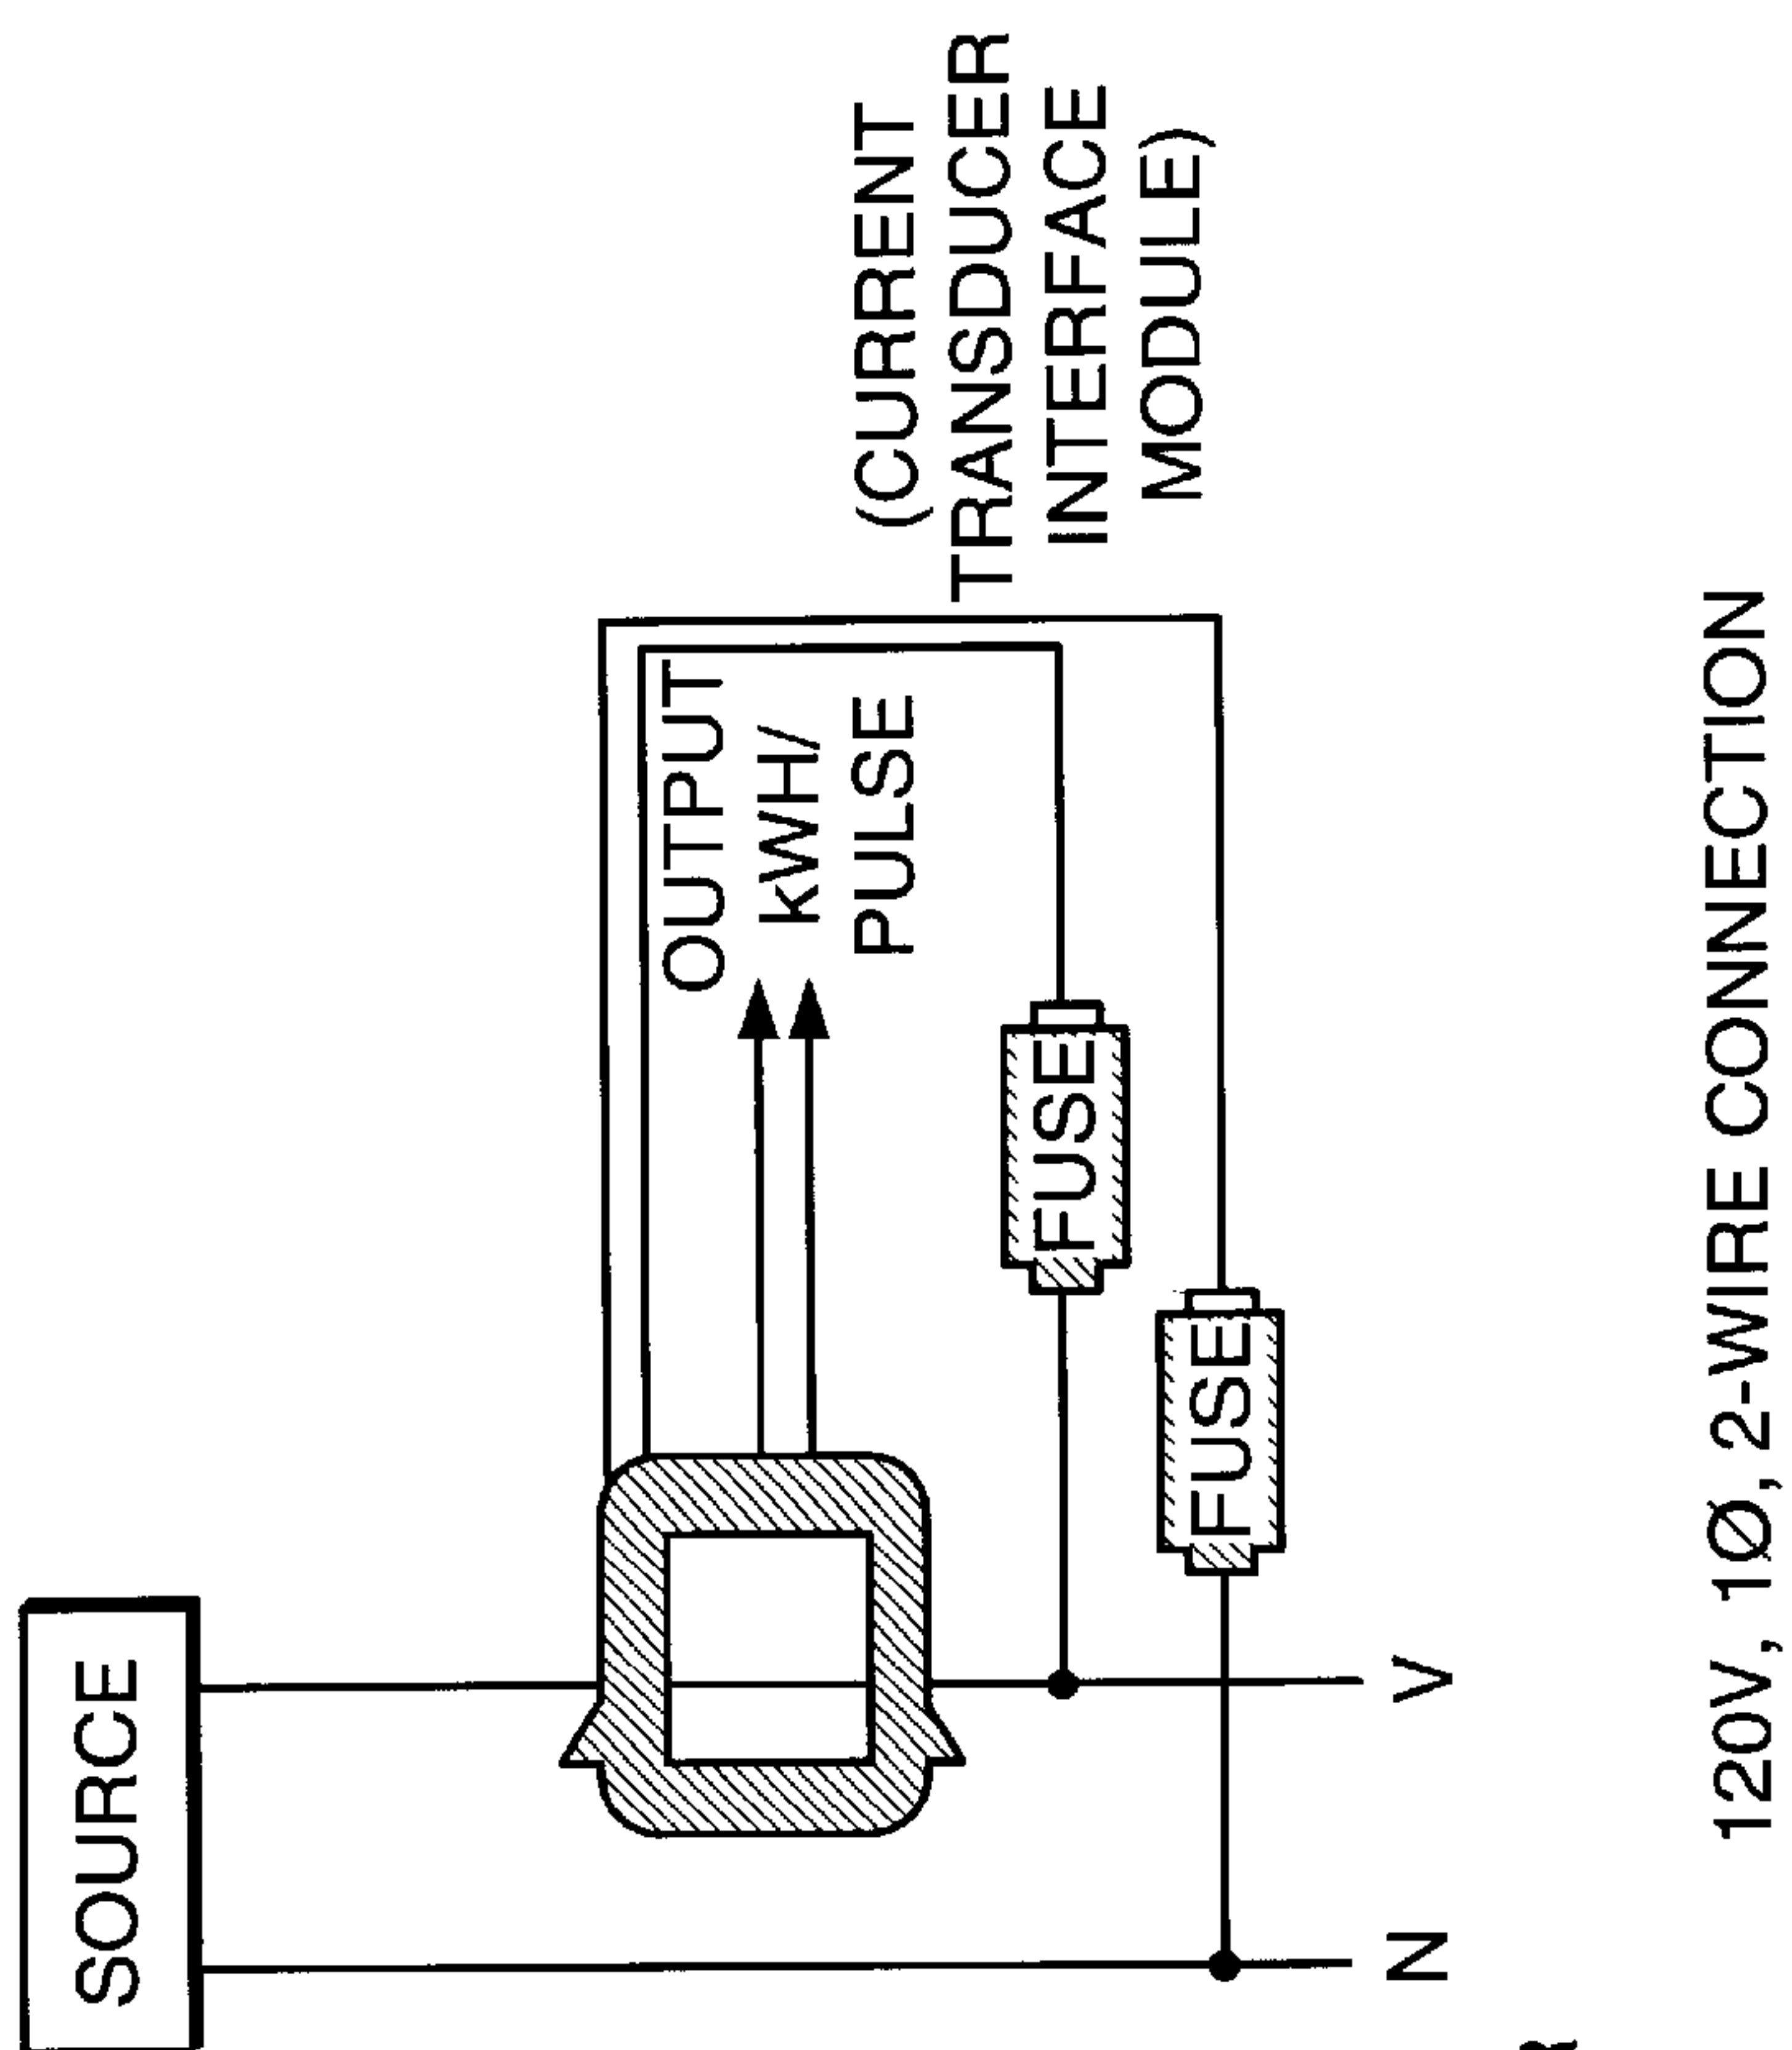 SOURCE
OUTPUT
kWH/
PULSE
(CURRENT
TRANSDUCER
INTERFACE
MODULE)
FUSE
FUSE
N
V
120V, 1Ø, 2-WIRE CONNECTION